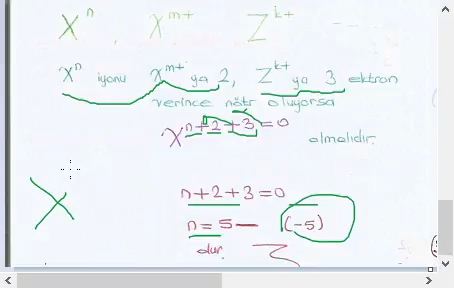 Xⁿ , Xᵐ⁺ Zᵏ⁺
Xⁿ iyonu Xᵐ⁺ ya 2, Zᵏ⁺ ya 3 ektron
verince nötr oluyorsa
Xⁿ⁺²⁺³⁼⁰
olmalıdır.
n+2+3=0
n=5— (-5)
dur.
X